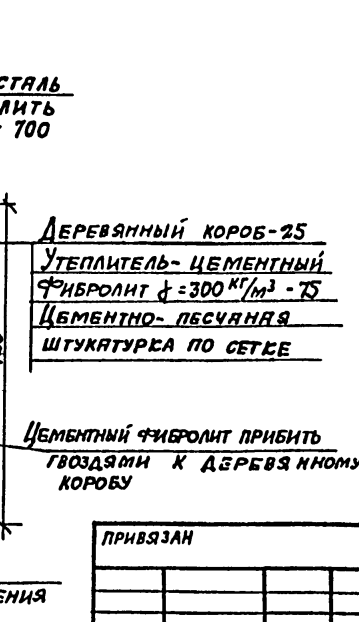 СТАЛЬ
ЛИТЬ
700
ДЕРЕВЯННЫЙ КОРОБ-25
УТЕПЛИТЕЛЬ- ЦЕМЕНТНЫЙ
ФИБРОЛИТ γ=300 КГ/М³ -75
ЦЕМЕНТНО- ПЕСЧАНАЯ
ШТУКАТУРКА ПО СЕТКЕ
ЦЕМЕНТНЫЙ ФИБРОЛИТ ПРИБИТЬ
ГВОЗДЯМИ К ДЕРЕВЯННОМУ
КОРОБУ
ПРИВЯЗАН
ЕНИЯ